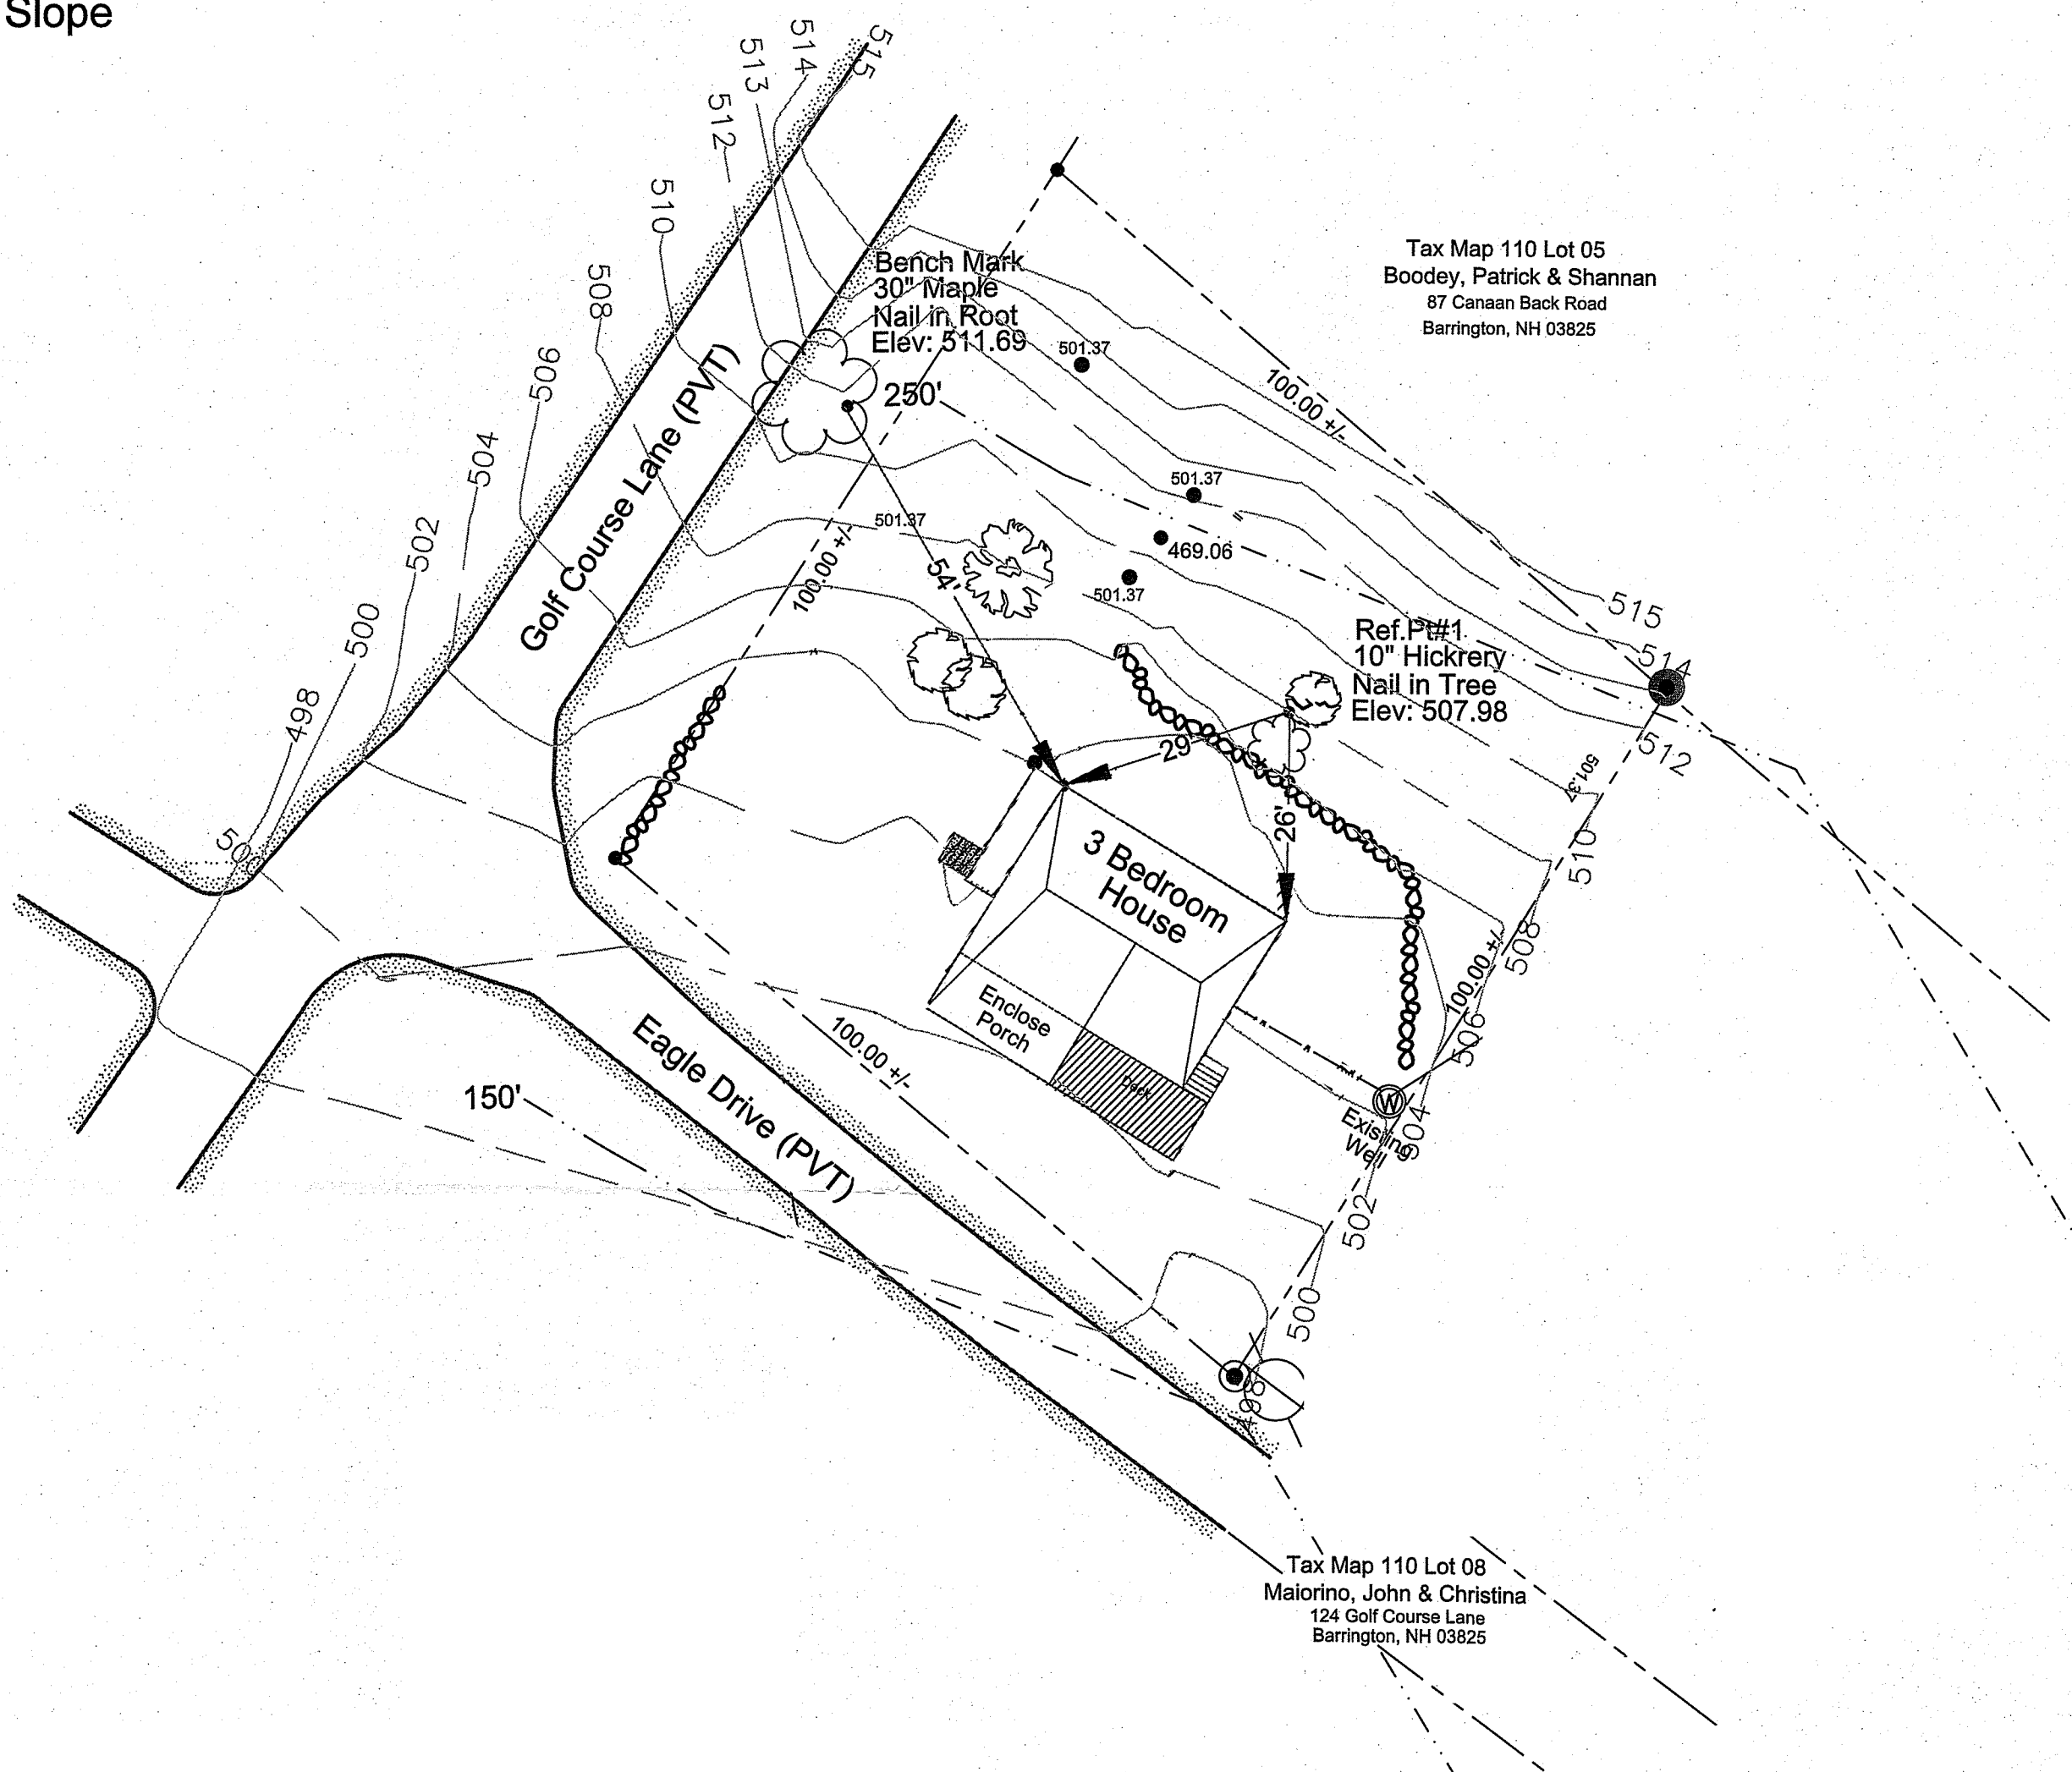 Slope
515
514
513
512
510
508
506
504
502
500
498
50
Golf Course Lane (PVT)
Bench Mark
30" Maple
Nail in Root
Elev: 511.69
250'
501.37
Tax Map 110 Lot 05
Boodey, Patrick & Shannan
87 Canaan Back Road
Barrington, NH 03825
100.00 +/-
501.37
501.37
469.06
501.37
54'
100.00 +/-
Ref.Pt#1
10" Hickrery
Nail in Tree
Elev: 507.98
515
514
512
501.37
510
508
506
504
502
500
498
29
26'
3 Bedroom
House
Enclose
Porch
Deck
100.00 +/-
W
Existing
Well
100.00 +/-
Eagle Drive (PVT)
150'
Tax Map 110 Lot 08
Maiorino, John & Christina
124 Golf Course Lane
Barrington, NH 03825